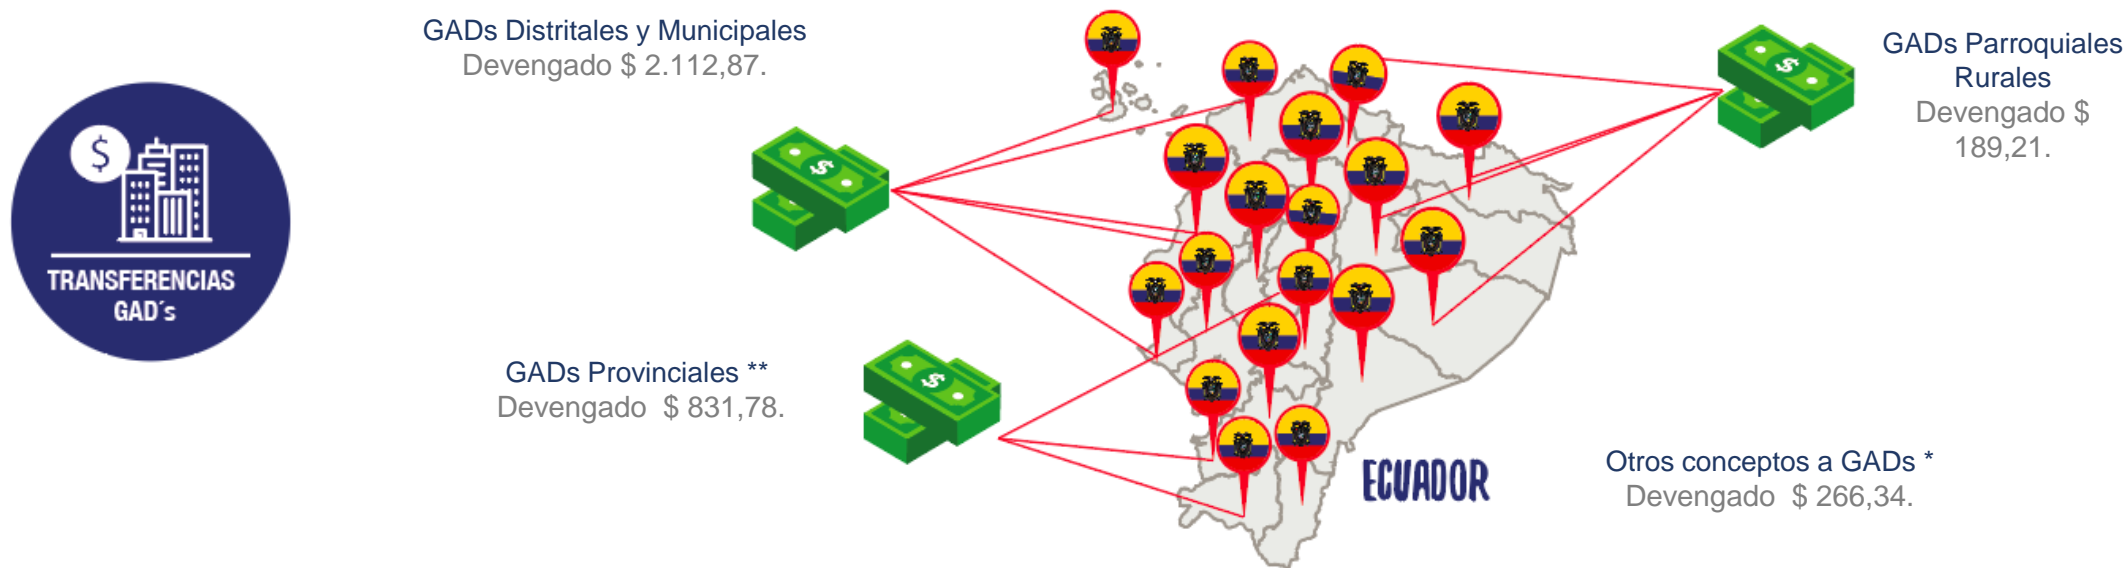 GADs Distritales y Municipales
Devengado $ 2.112,87.
GADs Parroquiales
Rurales
Devengado $
189,21.
$
TRANSFERENCIAS
GAD´s
$
$
GADs Provinciales **
Devengado $ 831,78.
$
ECUADOR
Otros conceptos a GADs *
Devengado $ 266,34.